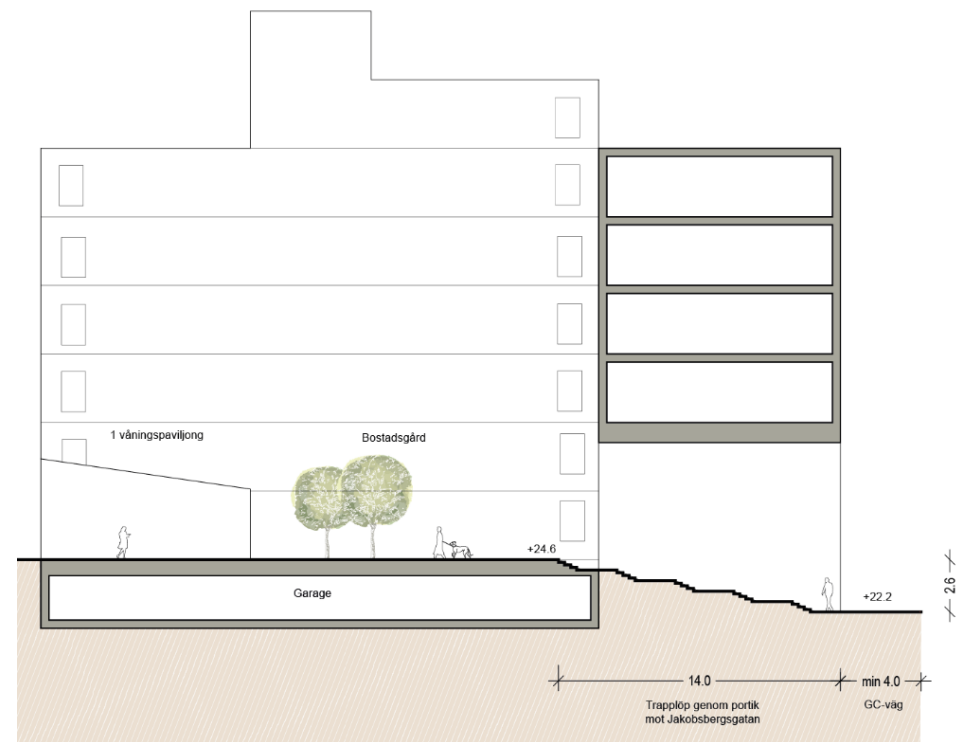 1 våningspaviljong
Bostadsgård
+24.6
Garage
+22.2
2.6
14.0
min 4.0
Trapplöp genom portik
mot Jakobsbergsgatan
GC-väg